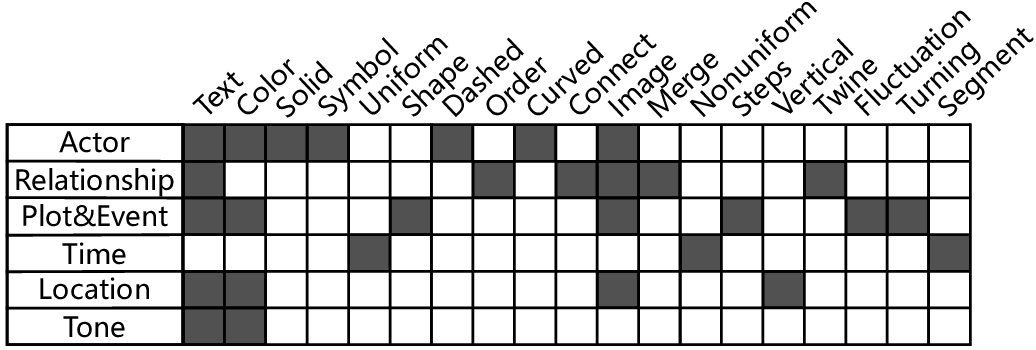 Text
Color
Solid
Symbol
Uniform
Shape
Dashed
Order
Curved
Connect
Image
Merge
Nonuniform
Steps
Vertical
Twine
Fluctuation
Turning
Segment
Actor
Relationship
Plot&Event
Time
Location
Tone